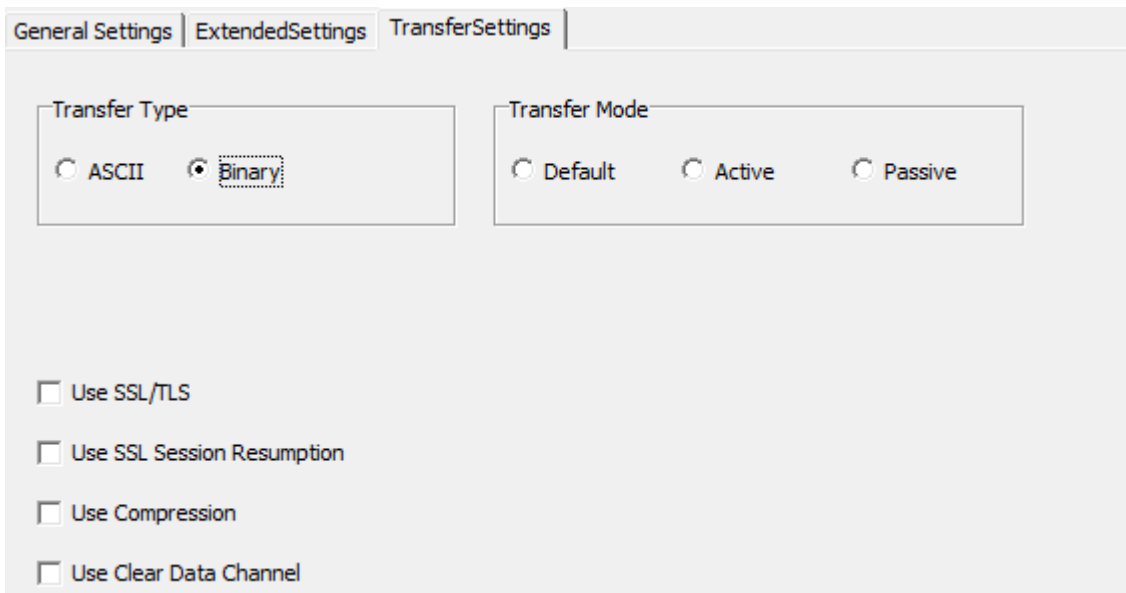 General Settings ExtendedSettings TransferSettings
Transfer Type Transfer Mode
ASCII Binary Default Active Passive
Use SSL/TLS
Use SSL Session Resumption
Use Compression
Use Clear Data Channel